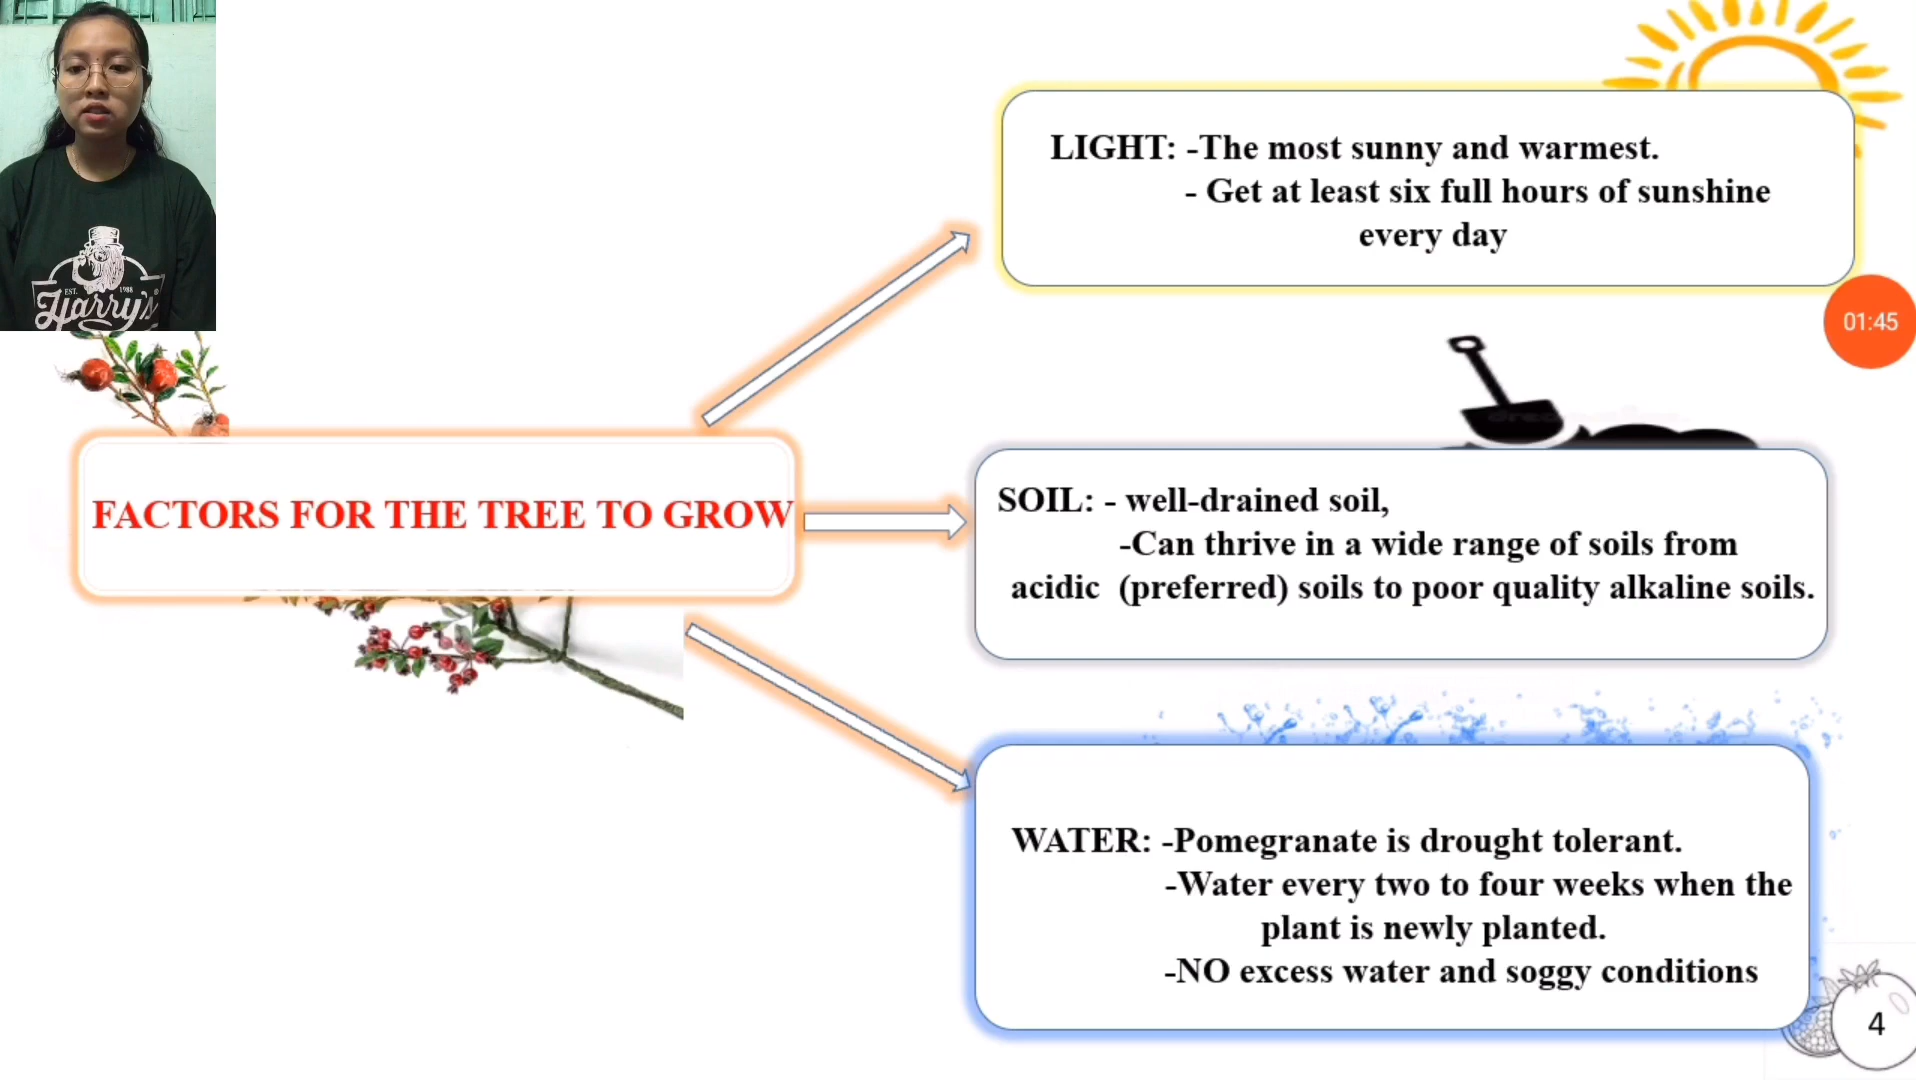 EST. 1988
Harry's
LIGHT: -The most sunny and warmest.
- Get at least six full hours of sunshine
every day
01:45
FACTORS FOR THE TREE TO GROW
SOIL: - well-drained soil,
-Can thrive in a wide range of soils from
acidic (preferred) soils to poor quality alkaline soils.
WATER: -Pomegranate is drought tolerant.
-Water every two to four weeks when the
plant is newly planted.
-NO excess water and soggy conditions
4